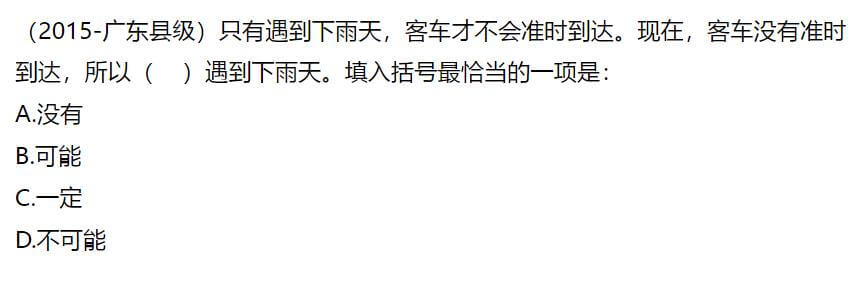 （2015-广东县级）只有遇到下雨天，客车才不会准时到达。现在，客车没有准时
到达，所以（　）遇到下雨天。填入括号最恰当的一项是：
A.没有
B.可能
C.一定
D.不可能